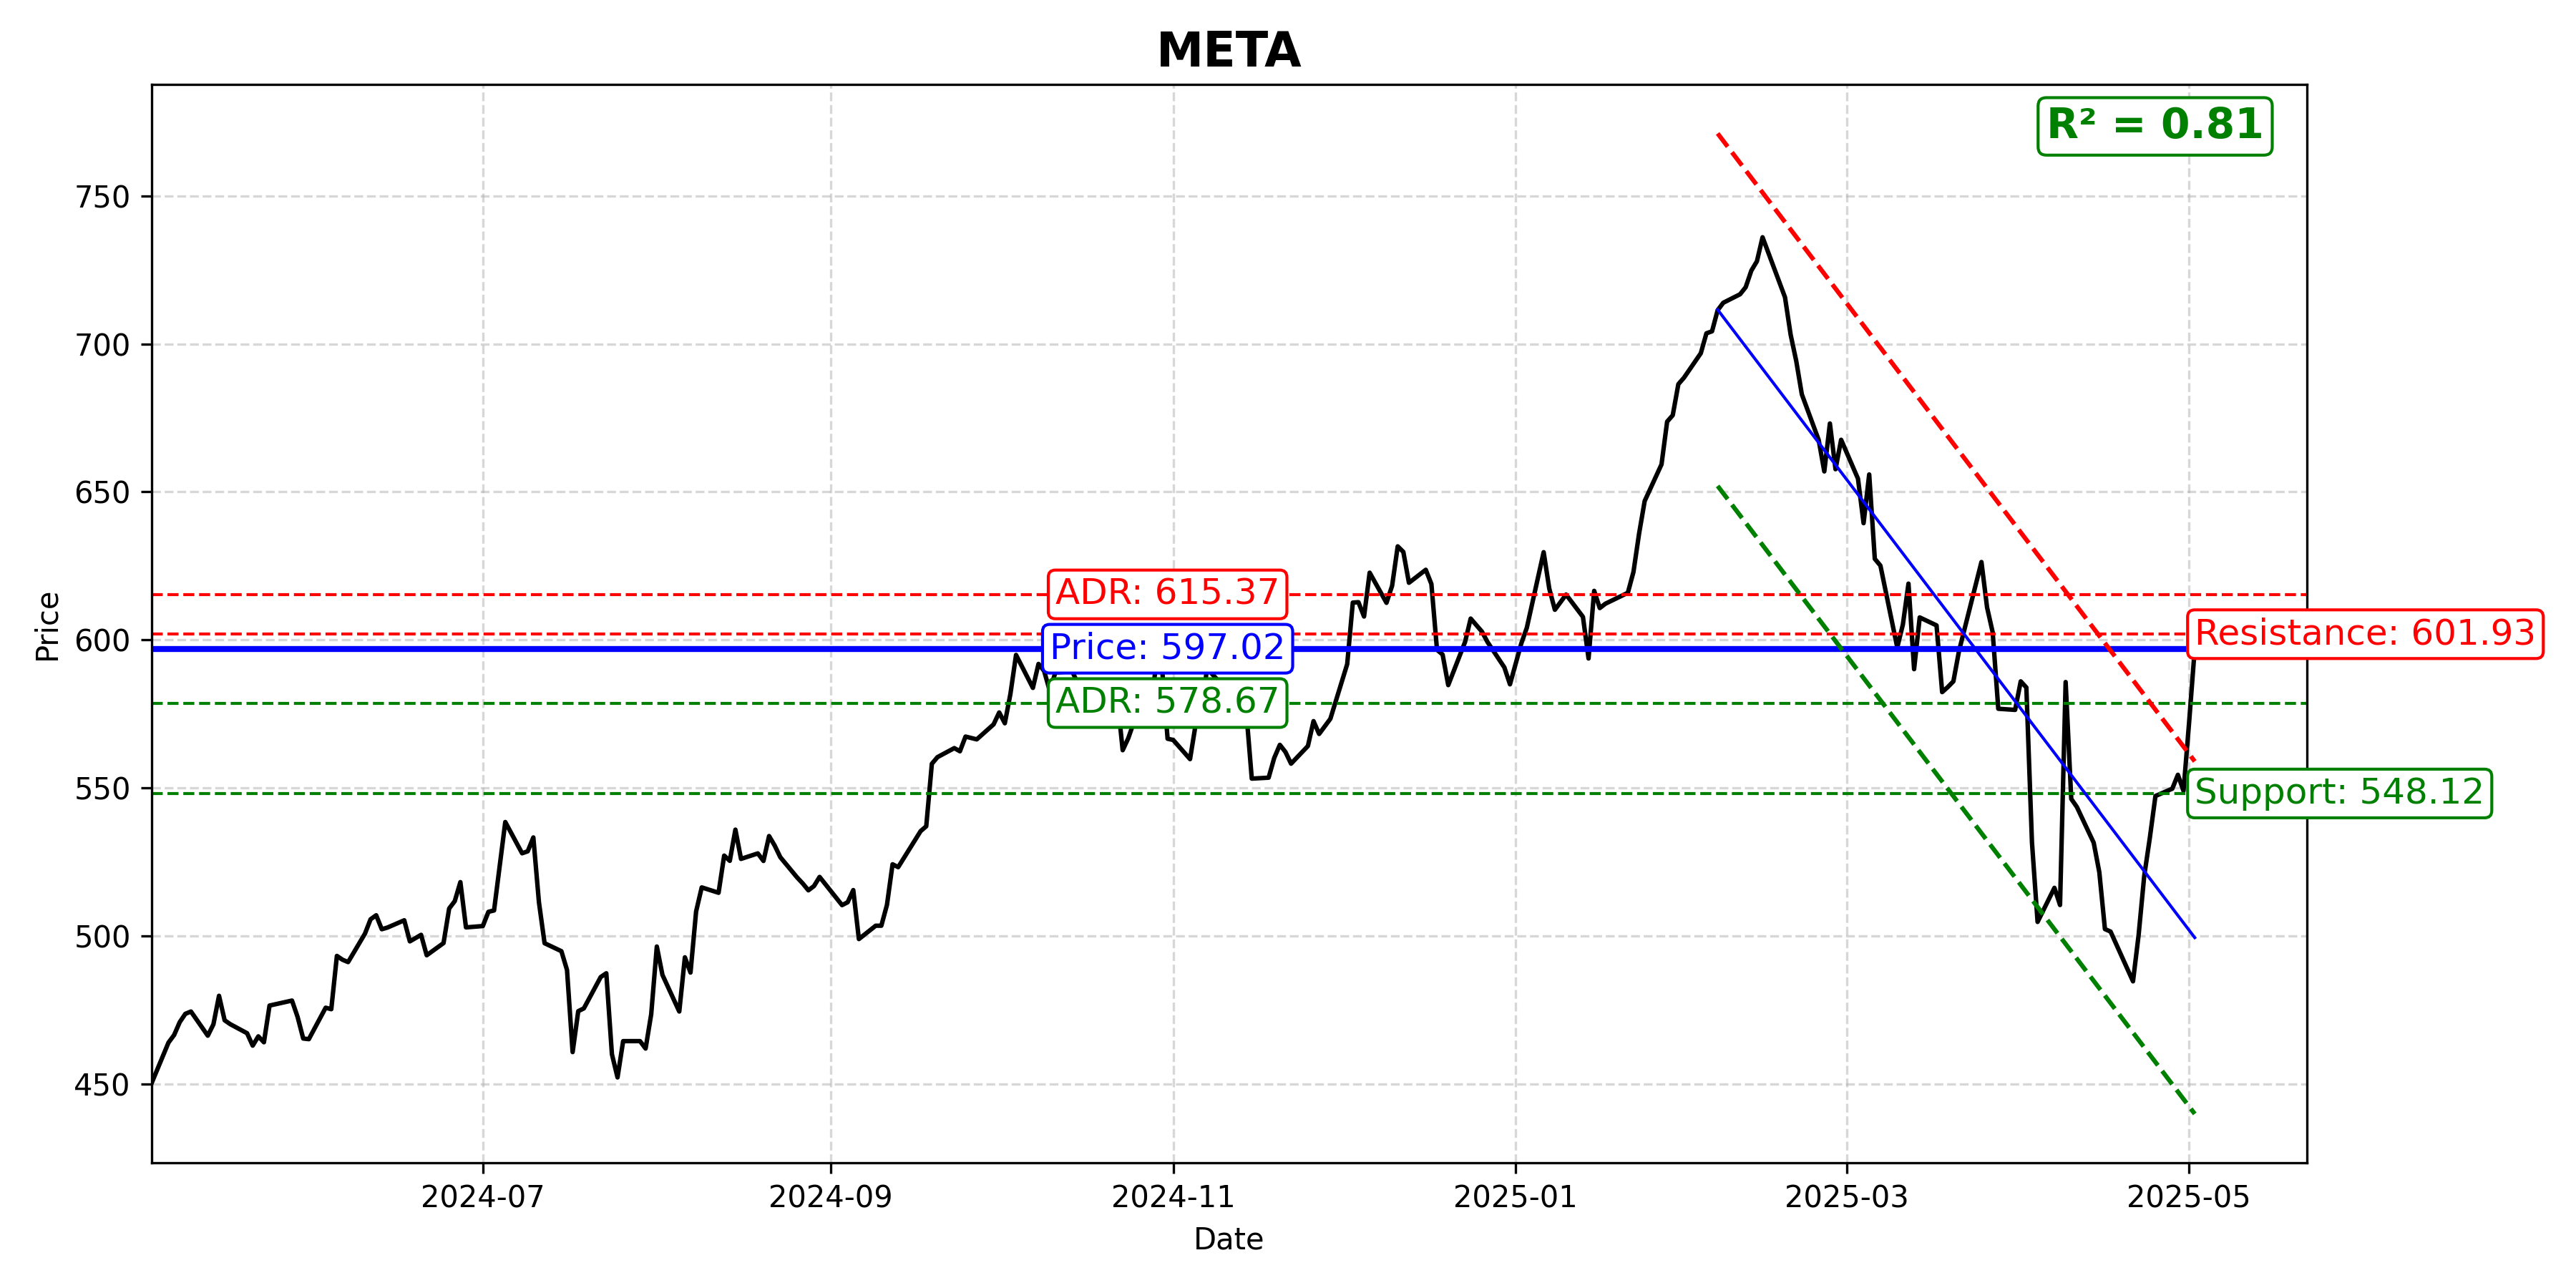 META
R² = 0.81
750
700
650
600
550
500
450
Price
ADR: 615.37
Price: 597.02
ADR: 578.67
Resistance: 601.93
Support: 548.12
2024-07
2024-09
2024-11
2025-01
2025-03
2025-05
Date